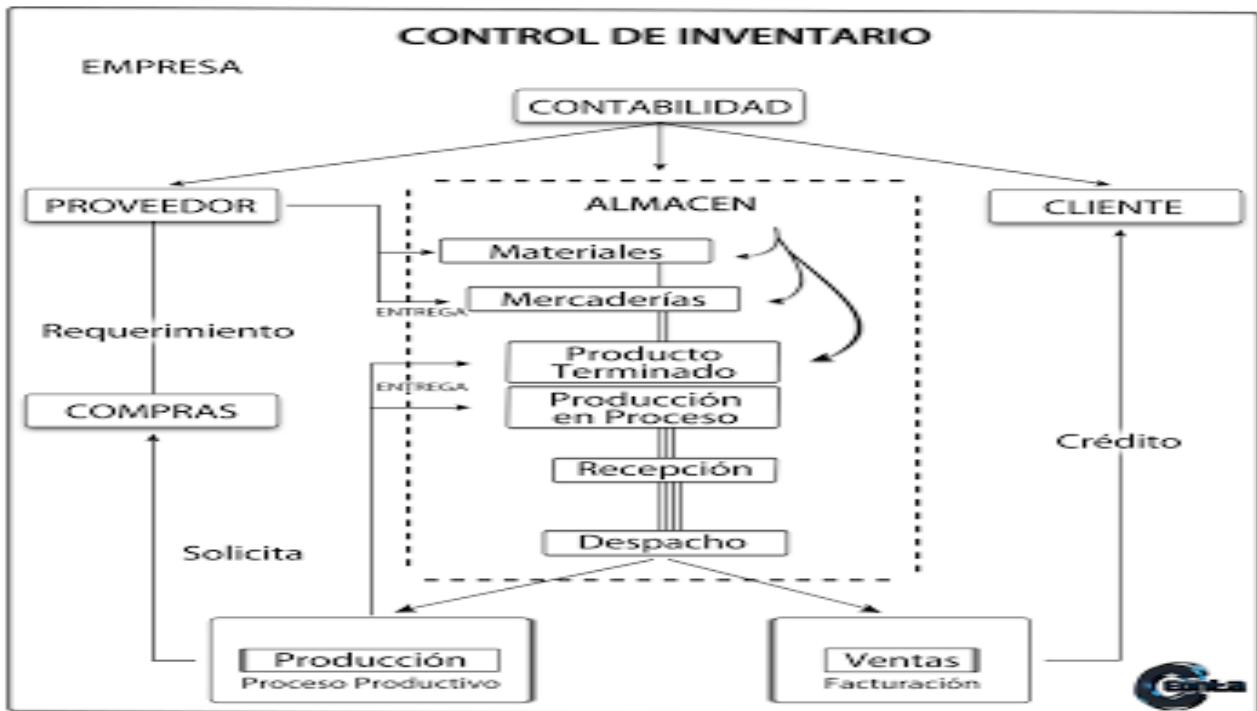 CONTROL DE INVENTARIO
EMPRESA
CONTABILIDAD
PROVEEDOR
ALMACEN
CLIENTE
Materiales
Mercaderías
ENTREGA
Requerimiento
Producto
Terminado
ENTREGA
Producción
en Proceso
COMPRAS
Crédito
Recepción
Despacho
Solicita
Producción
Proceso Productivo
Ventas
Facturación